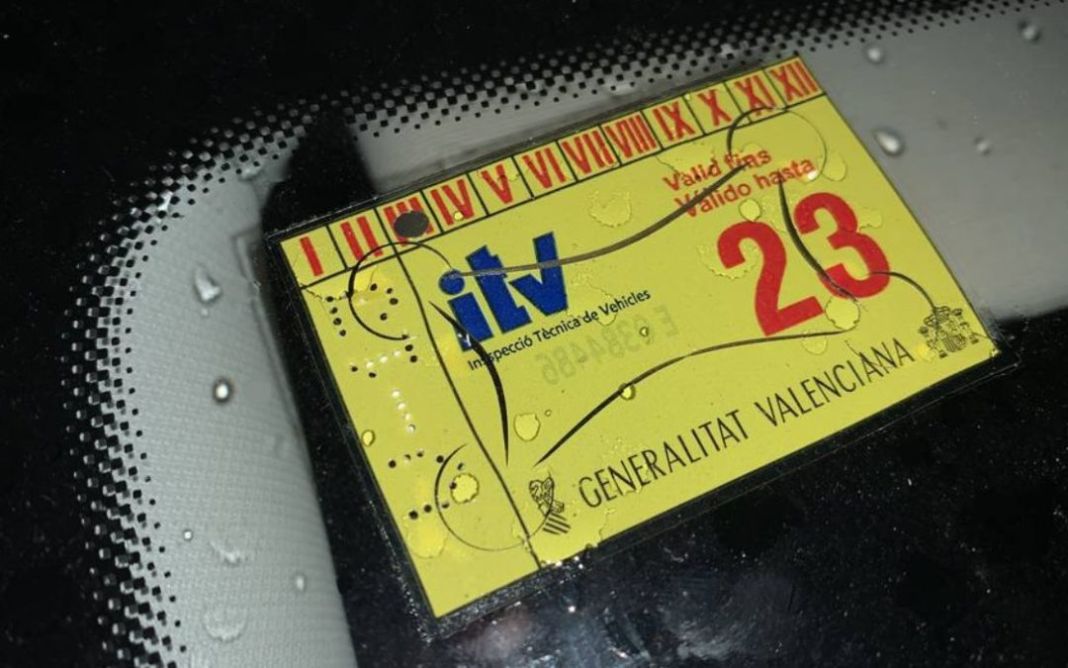 I II III IV V VI VII VIII IX X XI XII
Vàlid fins
Válido hasta
23
itv
Inspecció Tècnica de Vehicles
E 0384486
GENERALITAT VALENCIANA